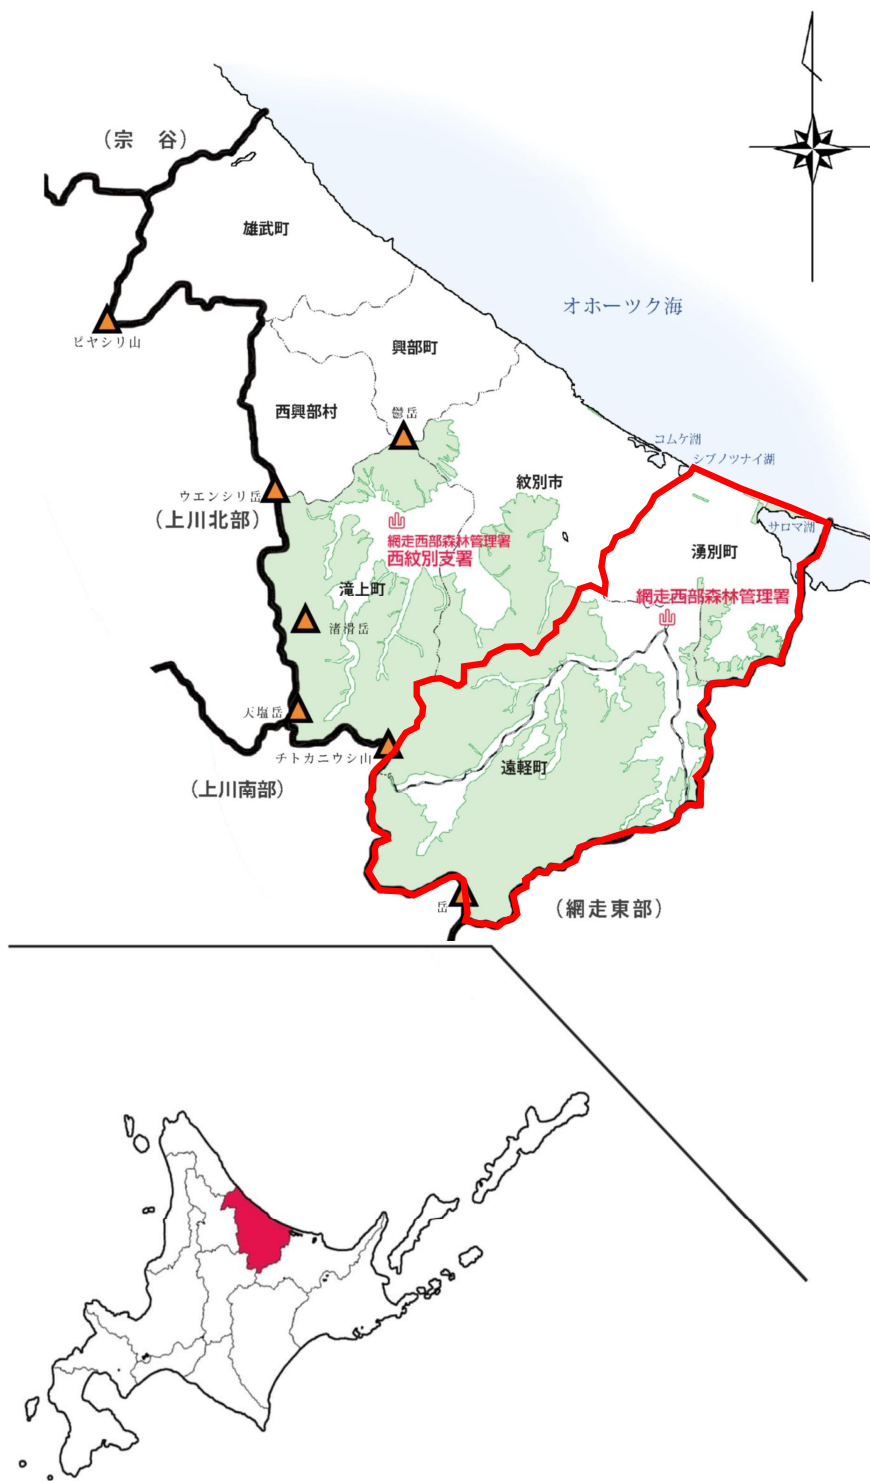 (宗 谷)
雄武町
オホーツク海
ピヤシリ山
興部町
西興部村
鬱岳
コムケ湖
シブノツナイ湖
ウエンシリ岳
(上川北部)
紋別市
サロマ湖
網走西部森林管理署
西紋別支署
湧別町
滝上町
網走西部森林管理署
渚滑岳
天塩岳
チトカニウシ山
遠軽町
(上川南部)
岳
(網走東部)